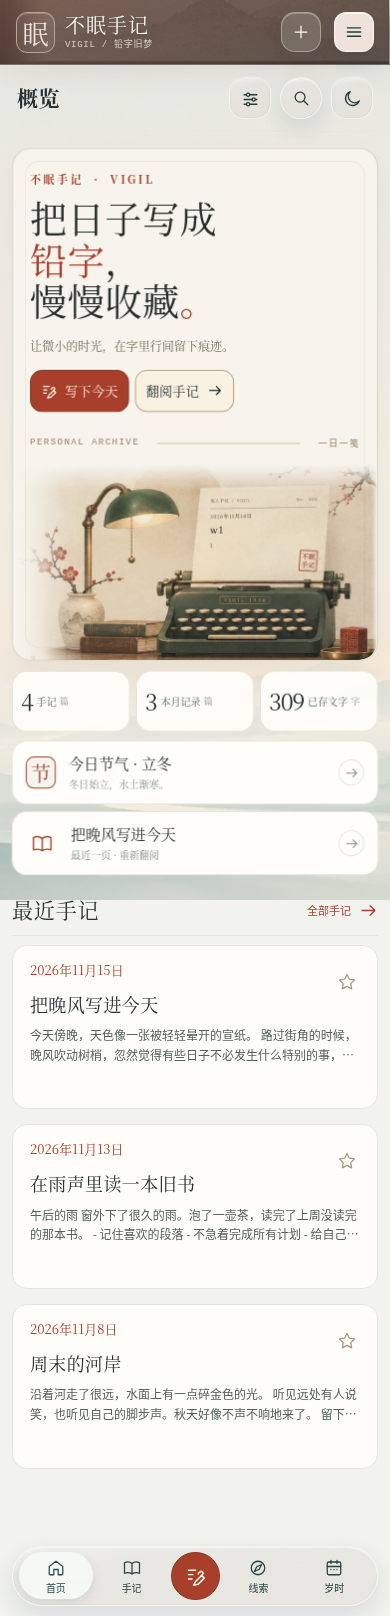 眠
不眠手记
VIGIL / 铅字旧梦
概览
不眠手记 · VIGIL
把日子写成
铅字，
慢慢收藏。
让微小的时光，在字里行间留下痕迹。
写下今天
翻阅手记 →
PERSONAL ARCHIVE
一日一笺
2026年11月16日
w1
不眠
手记
4 手记 篇
3 本月记录 篇
309 已存文字 字
节
今日节气 · 立冬
冬日始立，水土渐寒。
把晚风写进今天
最近一页 · 重新翻阅
最近手记
全部手记 →
2026年11月15日
把晚风写进今天
今天傍晚，天色像一张被轻轻晕开的宣纸。 路过街角的时候，
晚风吹动树梢，忽然觉得有些日子不必发生什么特别的事，…
2026年11月13日
在雨声里读一本旧书
午后的雨 窗外下了很久的雨。泡了一壶茶，读完了上周没读完
的那本书。 - 记住喜欢的段落 - 不急着完成所有计划 - 给自己…
2026年11月8日
周末的河岸
沿着河走了很远，水面上有一点碎金色的光。 听见远处有人说
笑，也听见自己的脚步声。秋天好像不声不响地来了。 留下…
首页
手记
线索
岁时